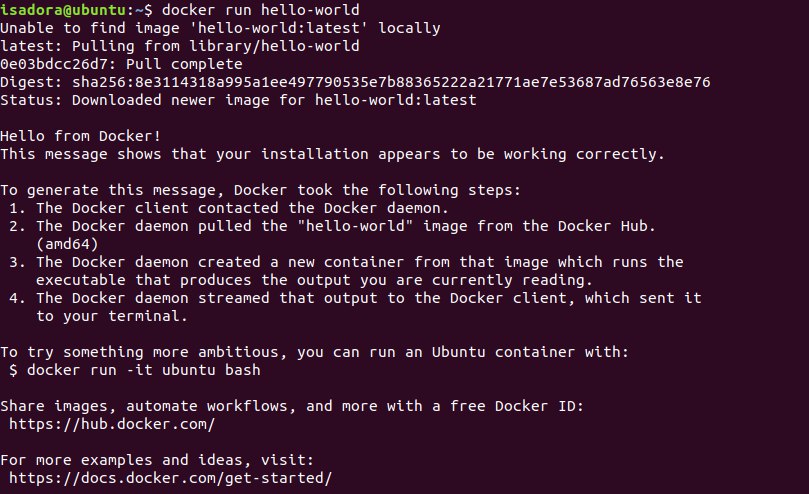 isadora@ubuntu:~$ docker run hello-world
Unable to find image 'hello-world:latest' locally
latest: Pulling from library/hello-world
0e03bdcc26d7: Pull complete
Digest: sha256:8e3114318a995a1ee497790535e7b88365222a21771ae7e53687ad76563e8e76
Status: Downloaded newer image for hello-world:latest

Hello from Docker!
This message shows that your installation appears to be working correctly.

To generate this message, Docker took the following steps:
 1. The Docker client contacted the Docker daemon.
 2. The Docker daemon pulled the "hello-world" image from the Docker Hub.
    (amd64)
 3. The Docker daemon created a new container from that image which runs the
    executable that produces the output you are currently reading.
 4. The Docker daemon streamed that output to the Docker client, which sent it
    to your terminal.

To try something more ambitious, you can run an Ubuntu container with:
 $ docker run -it ubuntu bash

Share images, automate workflows, and more with a free Docker ID:
 https://hub.docker.com/

For more examples and ideas, visit:
 https://docs.docker.com/get-started/